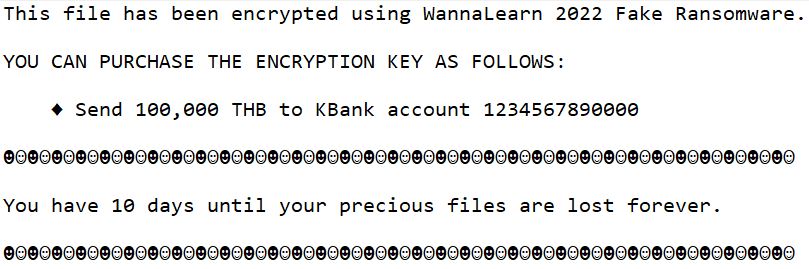 This file has been encrypted using WannaLearn 2022 Fake Ransomware.
YOU CAN PURCHASE THE ENCRYPTION KEY AS FOLLOWS:
♦ Send 100,000 THB to KBank account 1234567890000
☻☺☻☺☻☺☻☺☻☺☻☺☻☺☻☺☻☺☻☺☻☺☻☺☻☺☻☺☻☺☻☺☻☺☻☺☻☺☻☺☻☺☻☺☻☺☻☺☻☺☻☺☻☺☻☺☻☺☻☺☻☺☻☺☻☺
You have 10 days until your precious files are lost forever.
☻☺☻☺☻☺☻☺☻☺☻☺☻☺☻☺☻☺☻☺☻☺☻☺☻☺☻☺☻☺☻☺☻☺☻☺☻☺☻☺☻☺☻☺☻☺☻☺☻☺☻☺☻☺☻☺☻☺☻☺☻☺☻☺☻☺